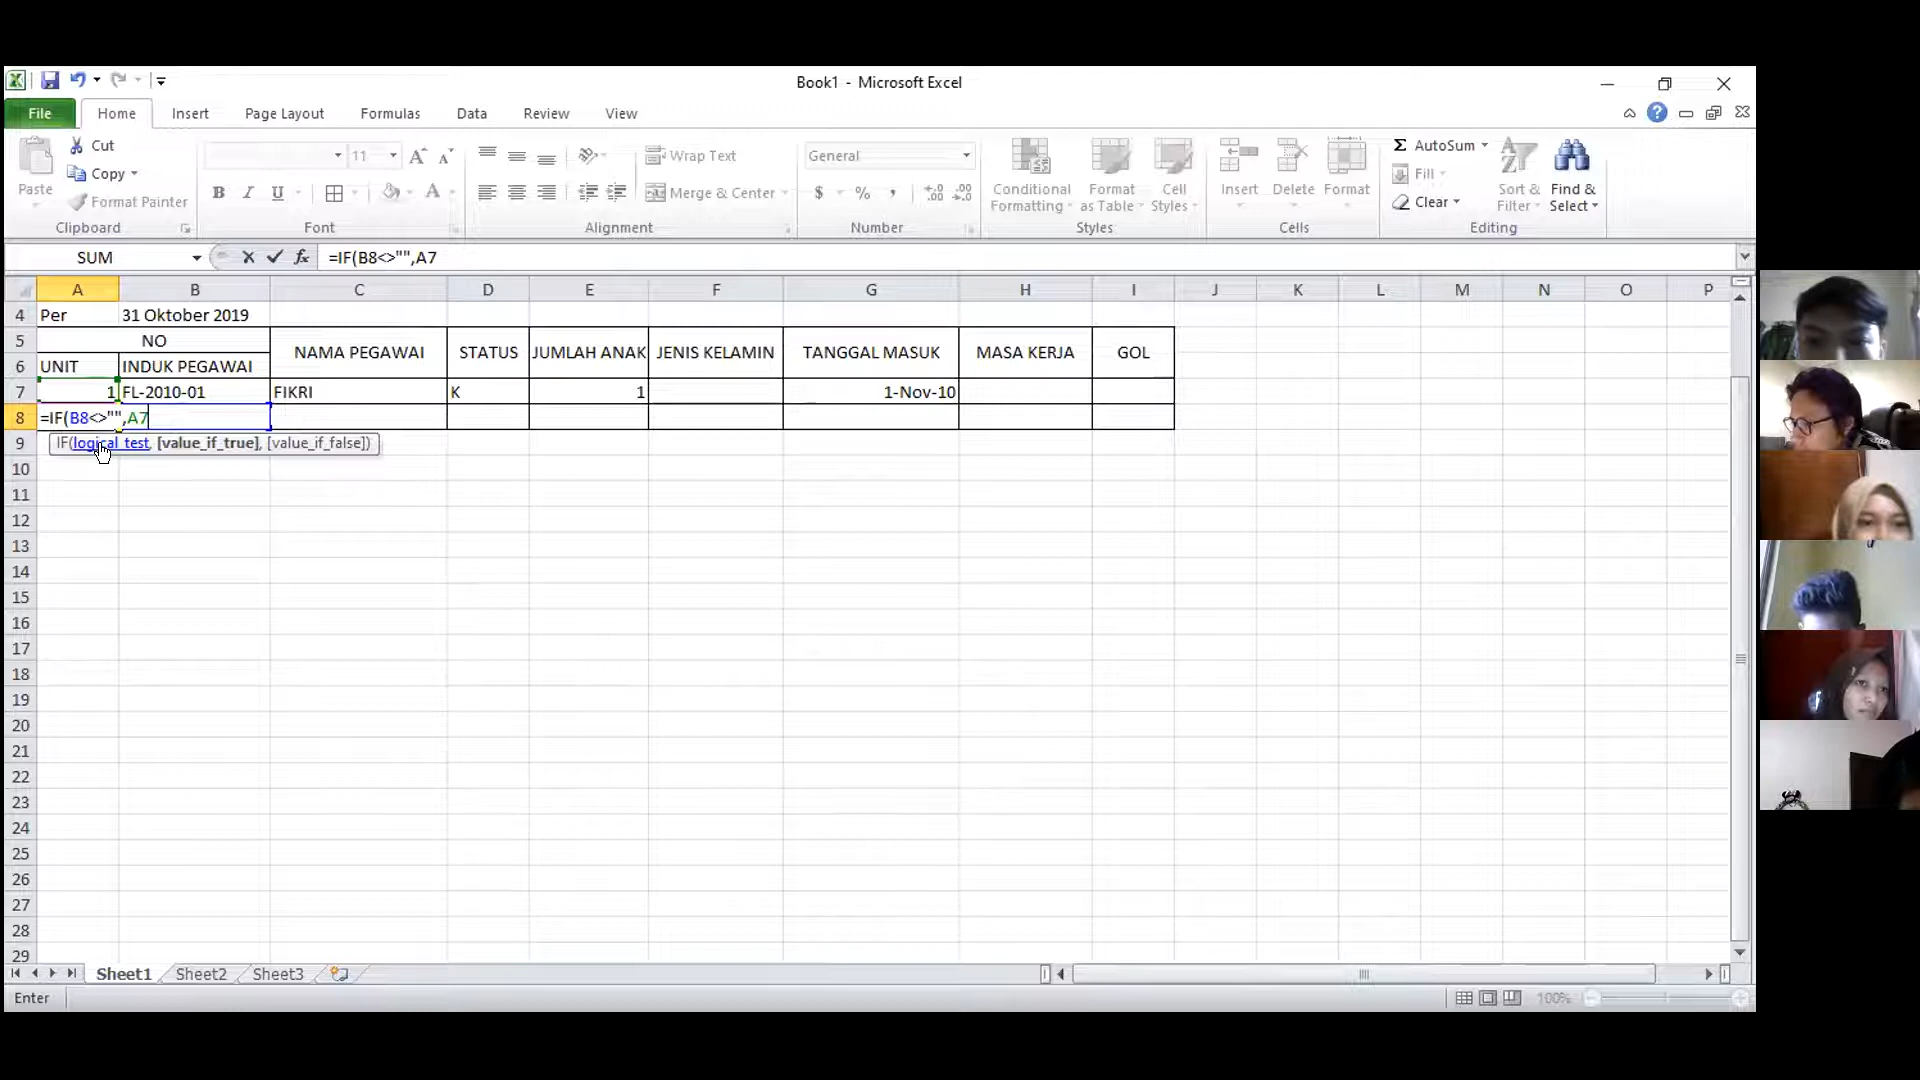 Book1 - Microsoft Excel
File Home Insert Page Layout Formulas Data Review View
Paste
Cut
Copy
Format Painter
Clipboard
11
Font
Wrap Text
Merge & Center
Alignment
General
Number
Conditional Formatting
Format as Table
Cell Styles
Styles
Insert
Delete
Format
Cells
AutoSum
Fill
Clear
Sort & Filter
Find & Select
Editing
SUM fx =IF(B8<>"",A7
A B C D E F G H I J K L M N O P
4 Per 31 Oktober 2019
5 NO NAMA PEGAWAI STATUS JUMLAH ANAK JENIS KELAMIN TANGGAL MASUK MASA KERJA GOL
6 UNIT INDUK PEGAWAI
7 1 FL-2010-01 FIKRI K 1 1-Nov-10
8 =IF(B8<>"",A7
9 IF(logical_test, [value_if_true], [value_if_false])
10
11
12
13
14
15
16
17
18
19
20
21
22
23
24
25
26
27
28
29
Sheet1 Sheet2 Sheet3
Enter 100%